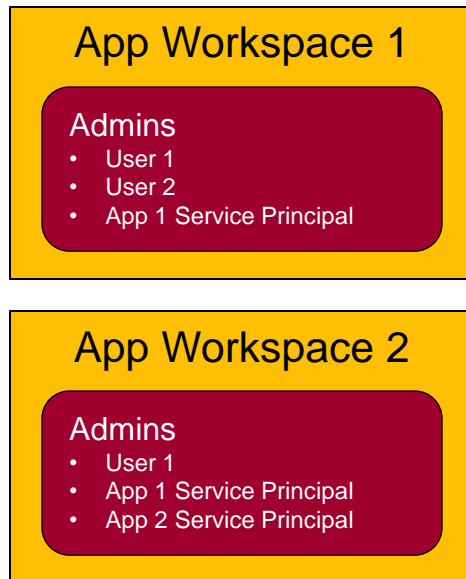 App Workspace 1
Admins
• User 1
• User 2
• App 1 Service Principal
App Workspace 2
Admins
• User 1
• App 1 Service Principal
• App 2 Service Principal